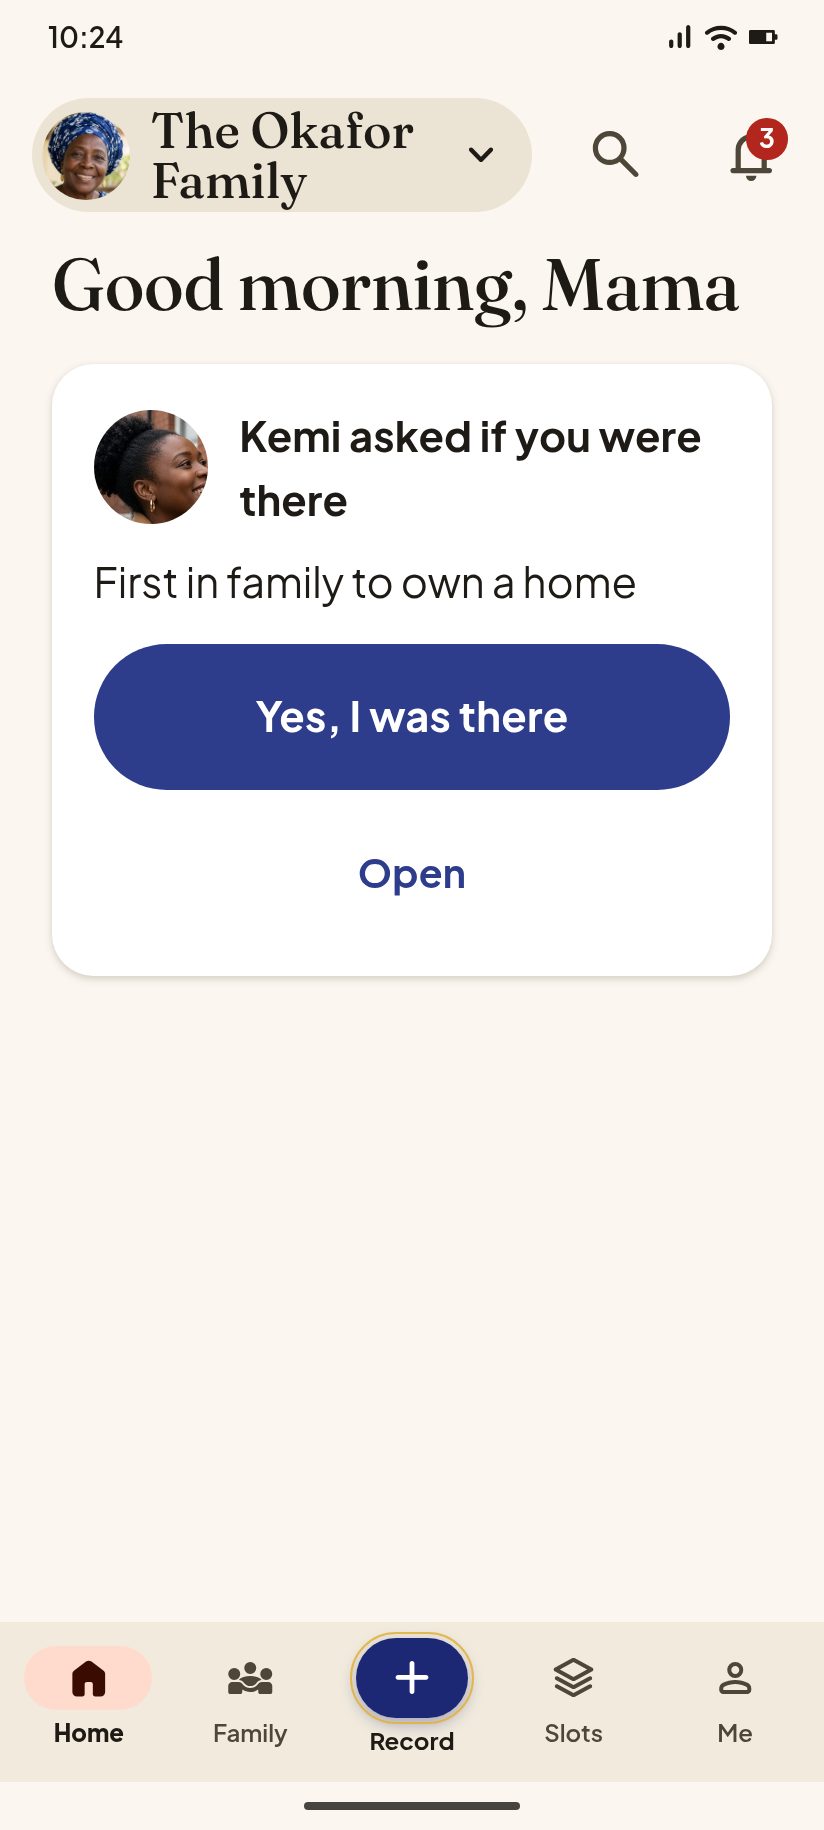 10:24
The Okafor
Family
3
Good morning, Mama
Kemi asked if you were
there
First in family to own a home
Yes, I was there
Open
Home
Family
Record
Slots
Me